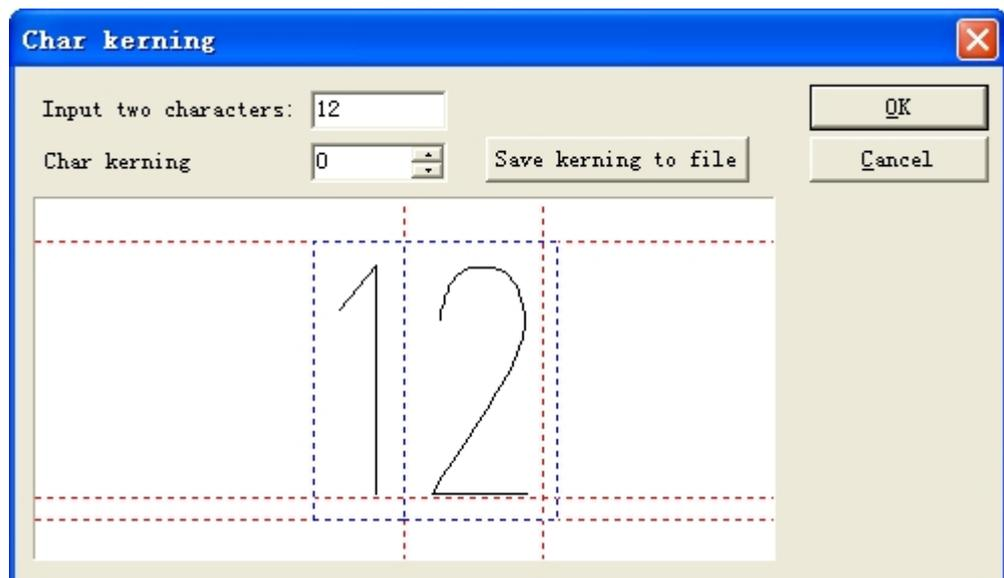 Char kerning
Input two characters: 12 OK
Char kerning 0 Save kerning to file Cancel
12